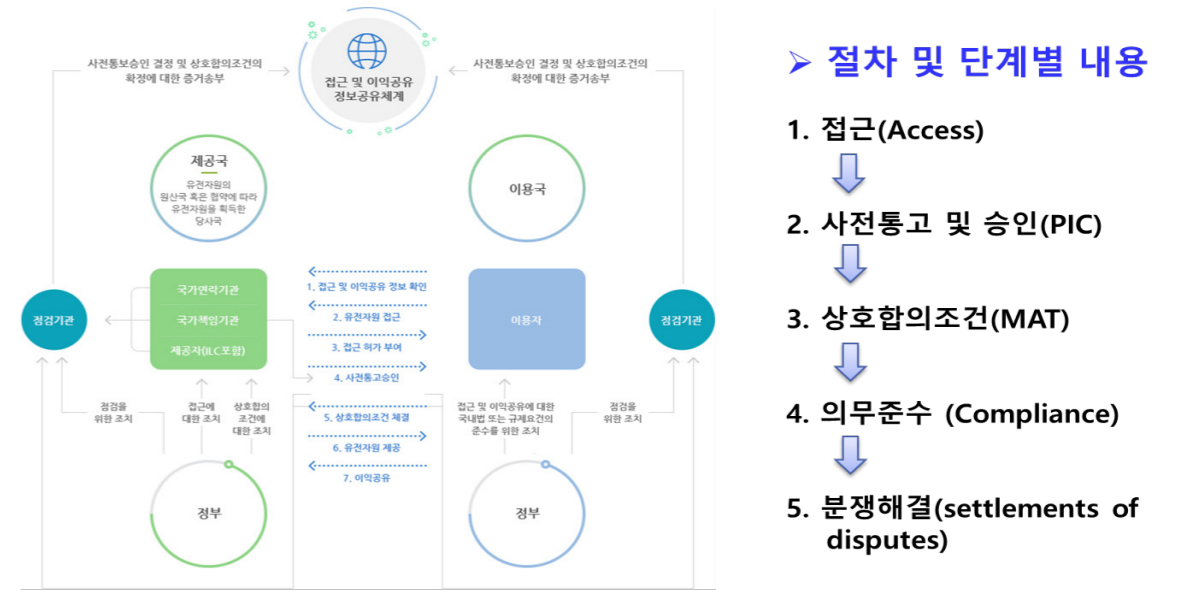 사전통보승인 결정 및 상호합의조건의
확정에 대한 증거송부
접근 및 이익공유
정보공유체계
사전통보승인 결정 및 상호합의조건의
확정에 대한 증거송부
제공국
유전자원의
원산국 혹은 협약에 따라
유전자원을 획득한
당사국
이용국
점검기관
국가연락기관
국가책임기관
제공자(ILC포함)
1. 접근 및 이익공유 정보 확인
2. 유전자원 접근
3. 접근 허가 부여
4. 사전통고승인
5. 상호합의조건 체결
6. 유전자원 제공
7. 이익공유
이용자
점검기관
점검을
위한 조치
접근에
대한 조치
상호합의
조건에
대한 조치
접근 및 이익공유에 대한
국내법 또는 규제요건의
준수를 위한 조치
점검을
위한 조치
정부
정부
➢ 절차 및 단계별 내용
1. 접근(Access)
2. 사전통고 및 승인(PIC)
3. 상호합의조건(MAT)
4. 의무준수 (Compliance)
5. 분쟁해결(settlements of
disputes)